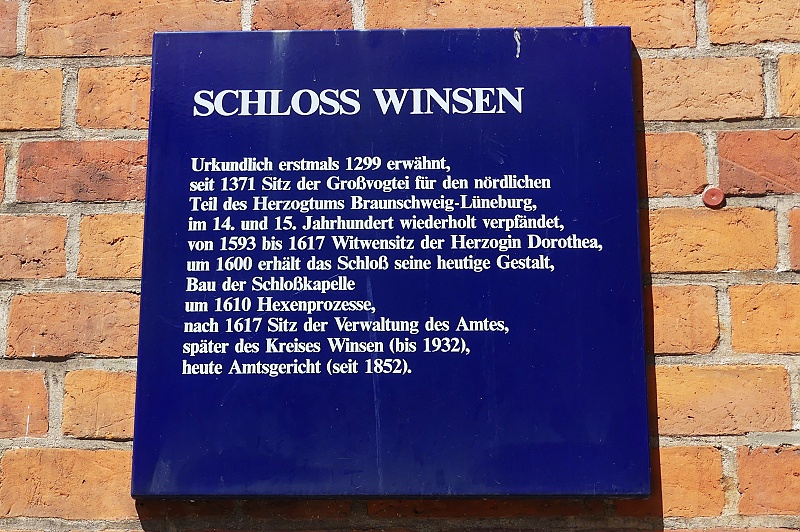 SCHLOSS WINSEN
Urkundlich erstmals 1299 erwähnt,
seit 1371 Sitz der Großvogtei für den nördlichen
Teil des Herzogtums Braunschweig-Lüneburg,
im 14. und 15. Jahrhundert wiederholt verpfändet,
von 1593 bis 1617 Witwensitz der Herzogin Dorothea,
um 1600 erhält das Schloß seine heutige Gestalt,
Bau der Schloßkapelle
um 1610 Hexenprozesse,
nach 1617 Sitz der Verwaltung des Amtes,
später des Kreises Winsen (bis 1932),
heute Amtsgericht (seit 1852).